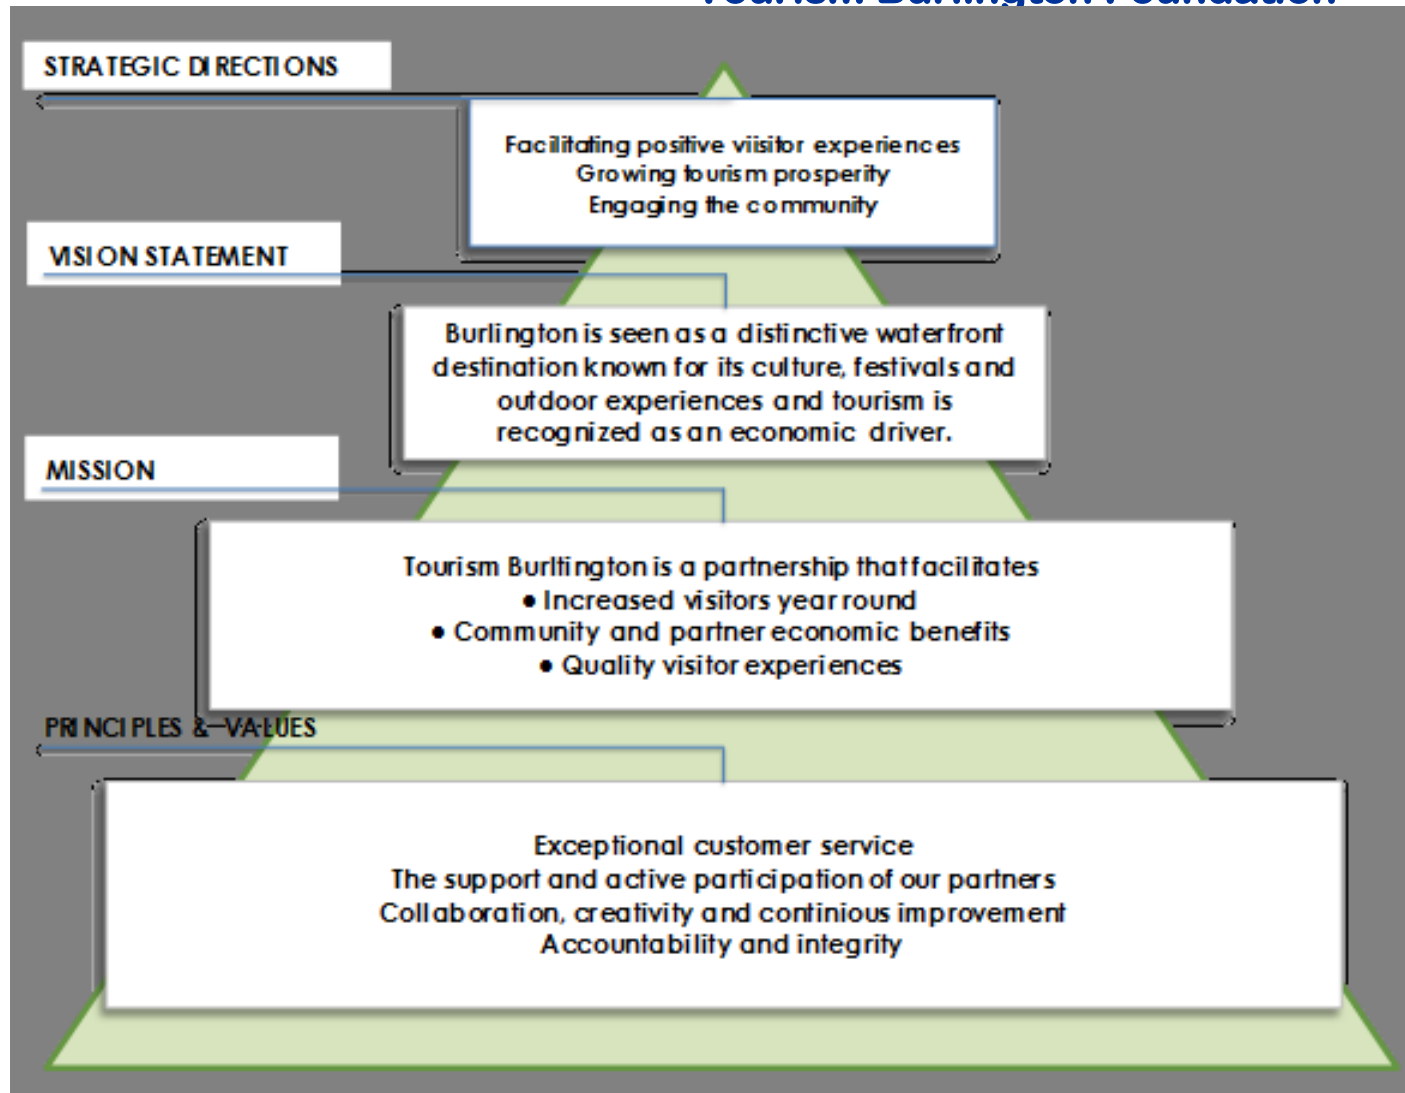 Tourism Burlington Foundation
STRATEGIC DIRECTIONS
Facilitating positive viisitor experiences
Growing tourism prosperity
Engaging the community
VISION STATEMENT
Burlington is seen as a distinctive waterfront
destination known for its culture, festivals and
outdoor experiences and tourism is
recognized as an economic driver.
MISSION
Tourism Burltington is a partnership that facilitates
● Increased visitors year round
● Community and partner economic benefits
● Quality visitor experiences
PRINCIPLES & VALUES
Exceptional customer service
The support and active participation of our partners
Collaboration, creativity and continious improvement
Accountability and integrity